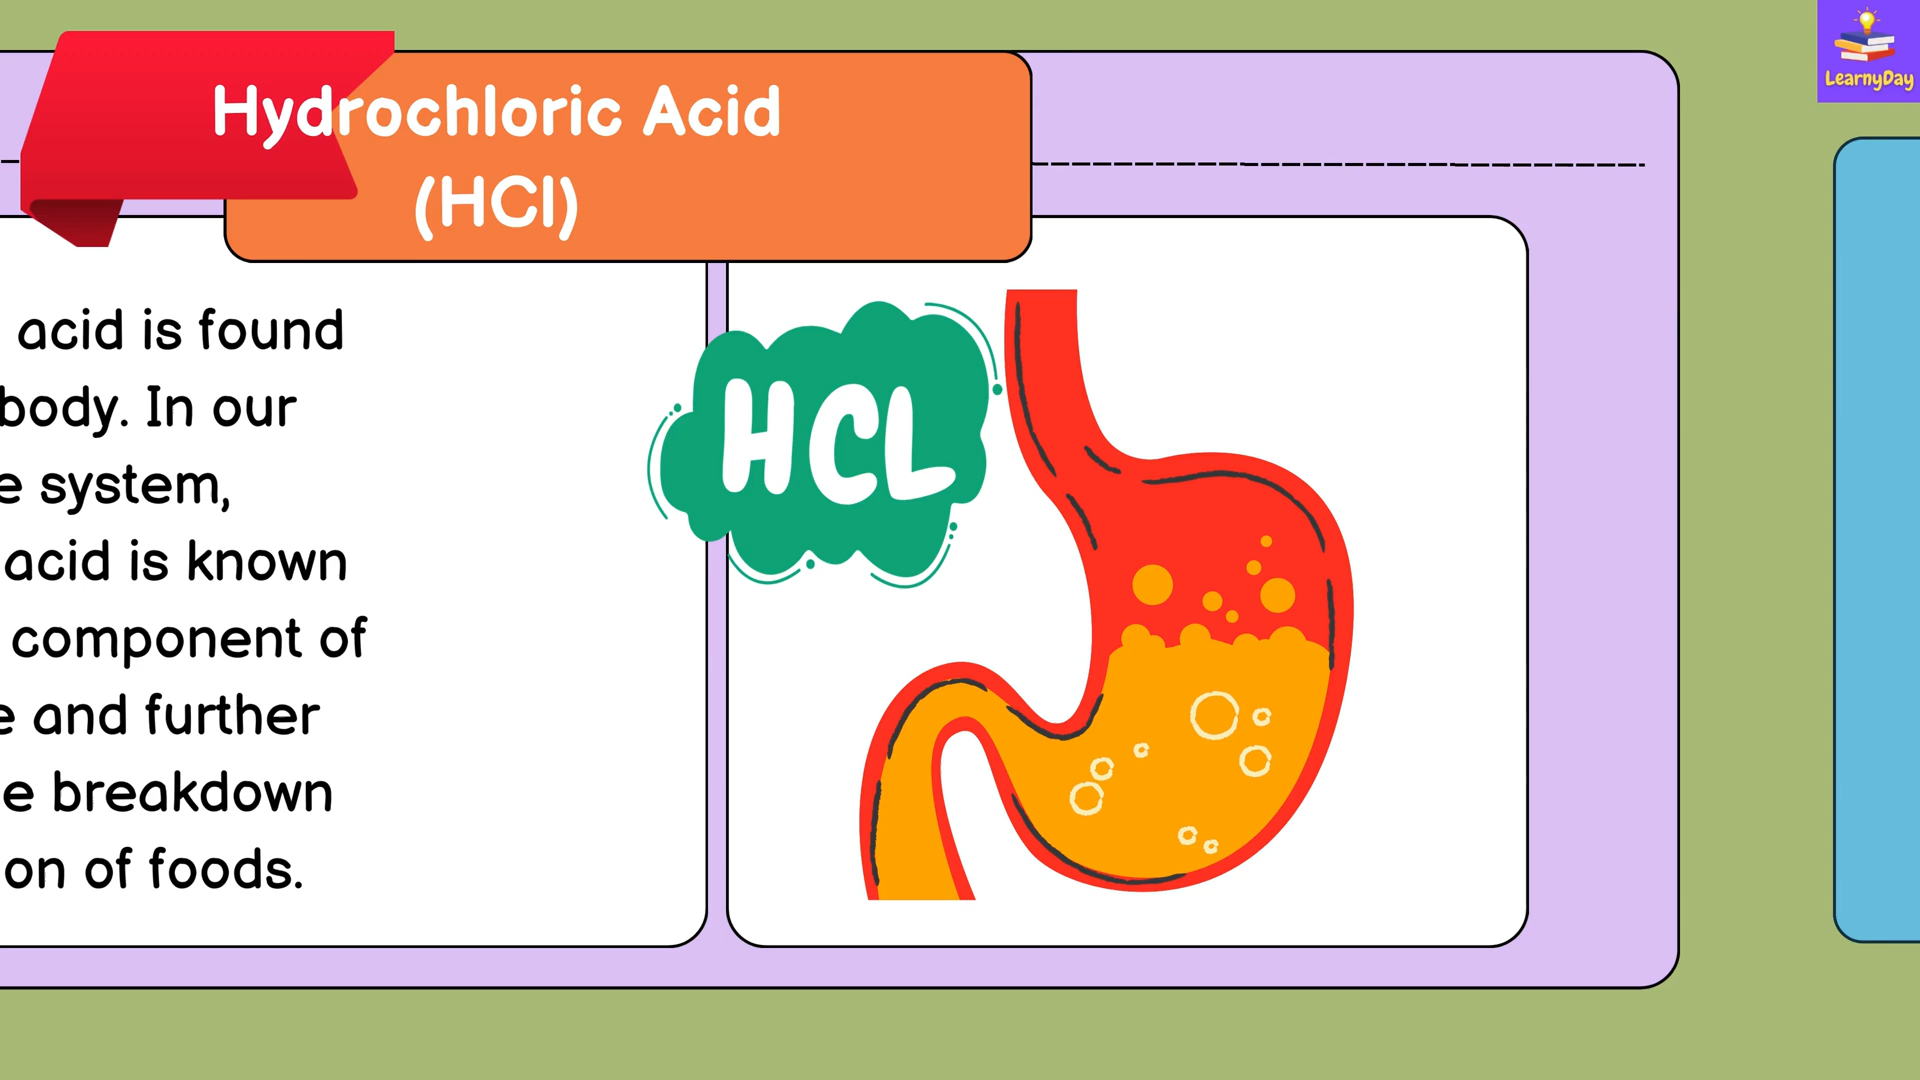 Hydrochloric Acid
(HCl)
acid is found
body. In our
e system,
acid is known
component of
e and further
e breakdown
on of foods.
HCL
LearnyDay